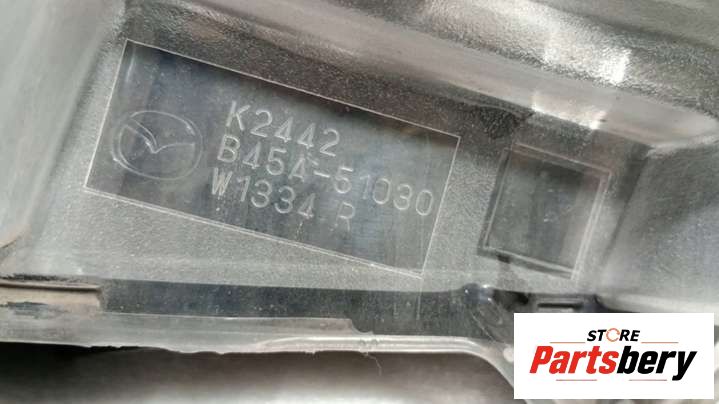 K2442
B45A-51030
W1334 R
STORE
Partsbery